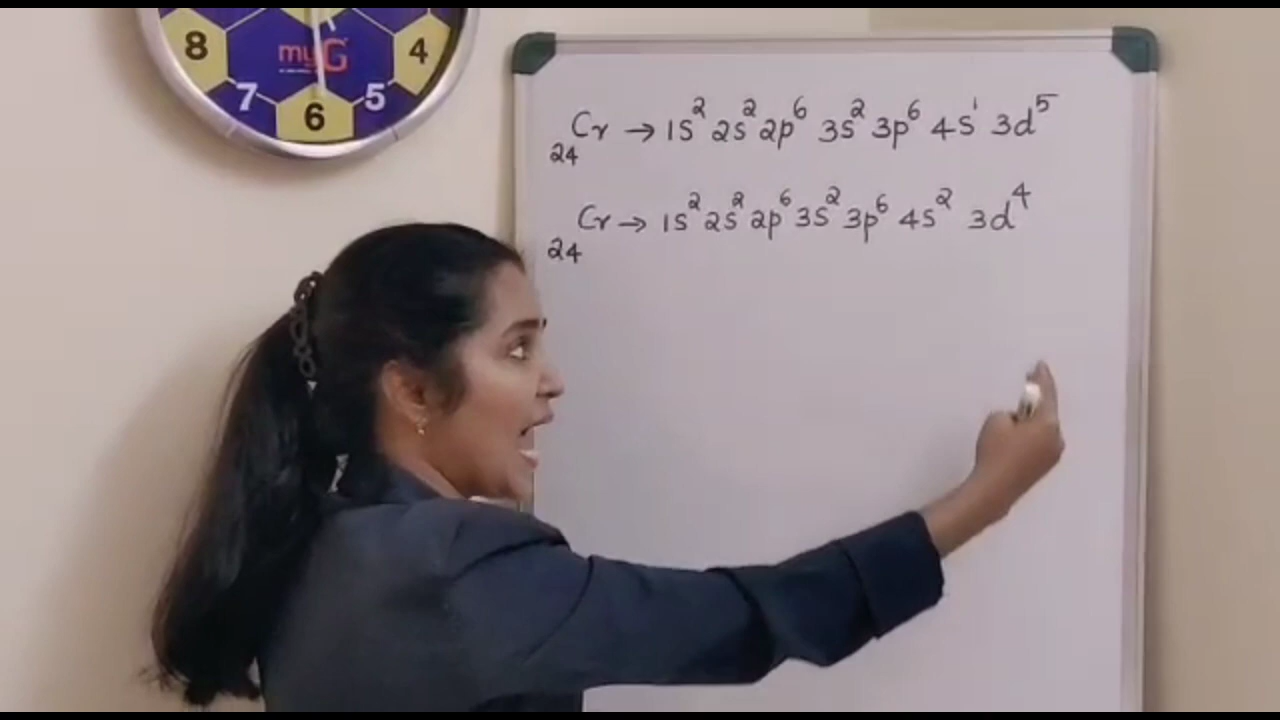 8 myG 4
7 6 5
₂₄Cr → 1s² 2s² 2p⁶ 3s² 3p⁶ 4s¹ 3d⁵
₂₄Cr → 1s² 2s² 2p⁶ 3s² 3p⁶ 4s² 3d⁴